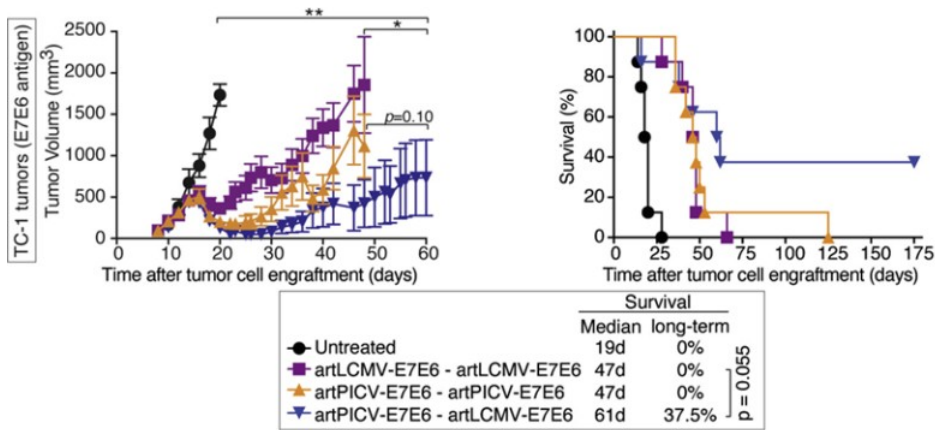 TC-1 tumors (E7E6 antigen)
Tumor Volume (mm³)
2500
2000
1500
1000
500
0
**
*
p=0.10
0 10 20 30 40 50 60
Time after tumor cell engraftment (days)
Survival (%)
100
80
60
40
20
0
0 25 50 75 100 125 150 175
Time after tumor cell engraftment (days)
Survival
Median long-term
Untreated 19d 0%
artLCMV-E7E6 - artLCMV-E7E6 47d 0%
artPICV-E7E6 - artPICV-E7E6 47d 0%
artPICV-E7E6 - artLCMV-E7E6 61d 37.5%
p = 0.055